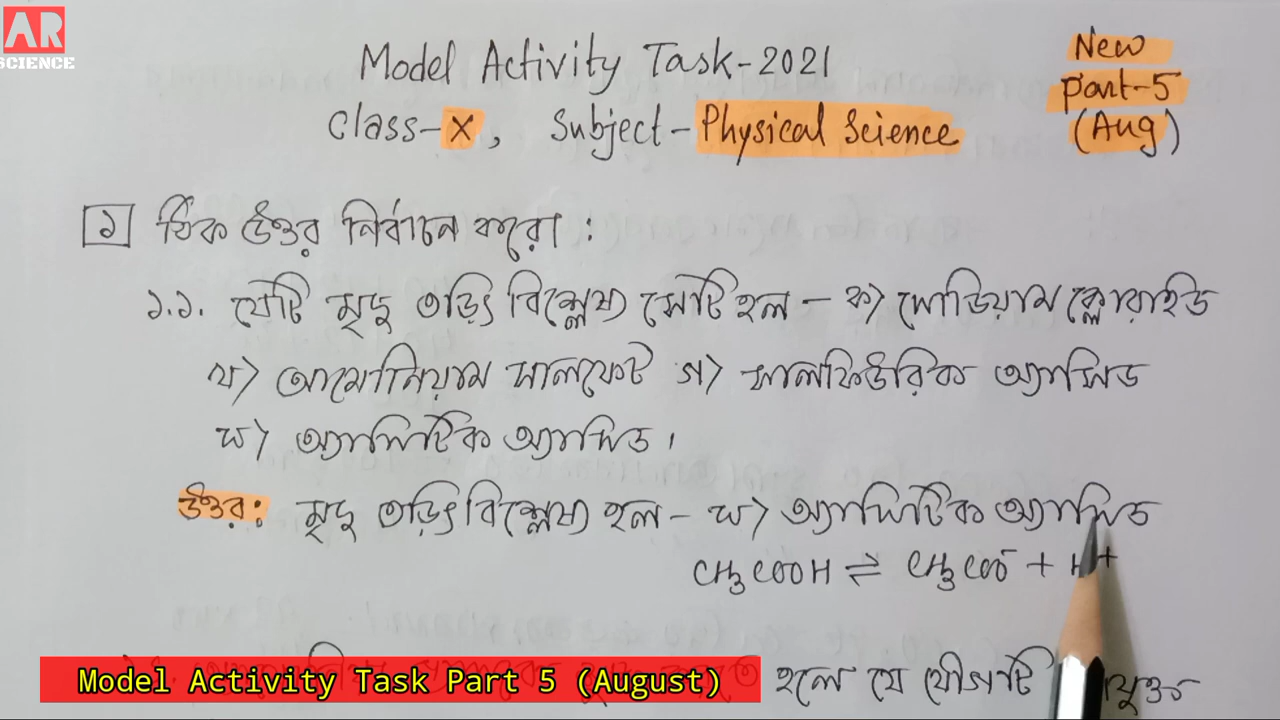 AR
SCIENCE
Model Activity Task-2021
New
Part-5
(Aug)
Class-X, Subject-Physical Science
১ ঠিক উত্তর নির্বাচন করো :
১.১. যেটি মৃদু তড়িৎ বিশ্লেষ্য সেটি হল – ক) সোডিয়াম ক্লোরাইড
খ) আমোনিয়াম সালফেট গ) সালফিউরিক অ্যাসিড
ঘ) অ্যাসিটিক অ্যাসিড।
উত্তর: মৃদু তড়িৎ বিশ্লেষ্য হল – ঘ) অ্যাসিটিক অ্যাসিড
CH₃COOH ⇌ CH₃COO⁻ + H⁺
হলে যে যৌগটি
Model Activity Task Part 5 (August)